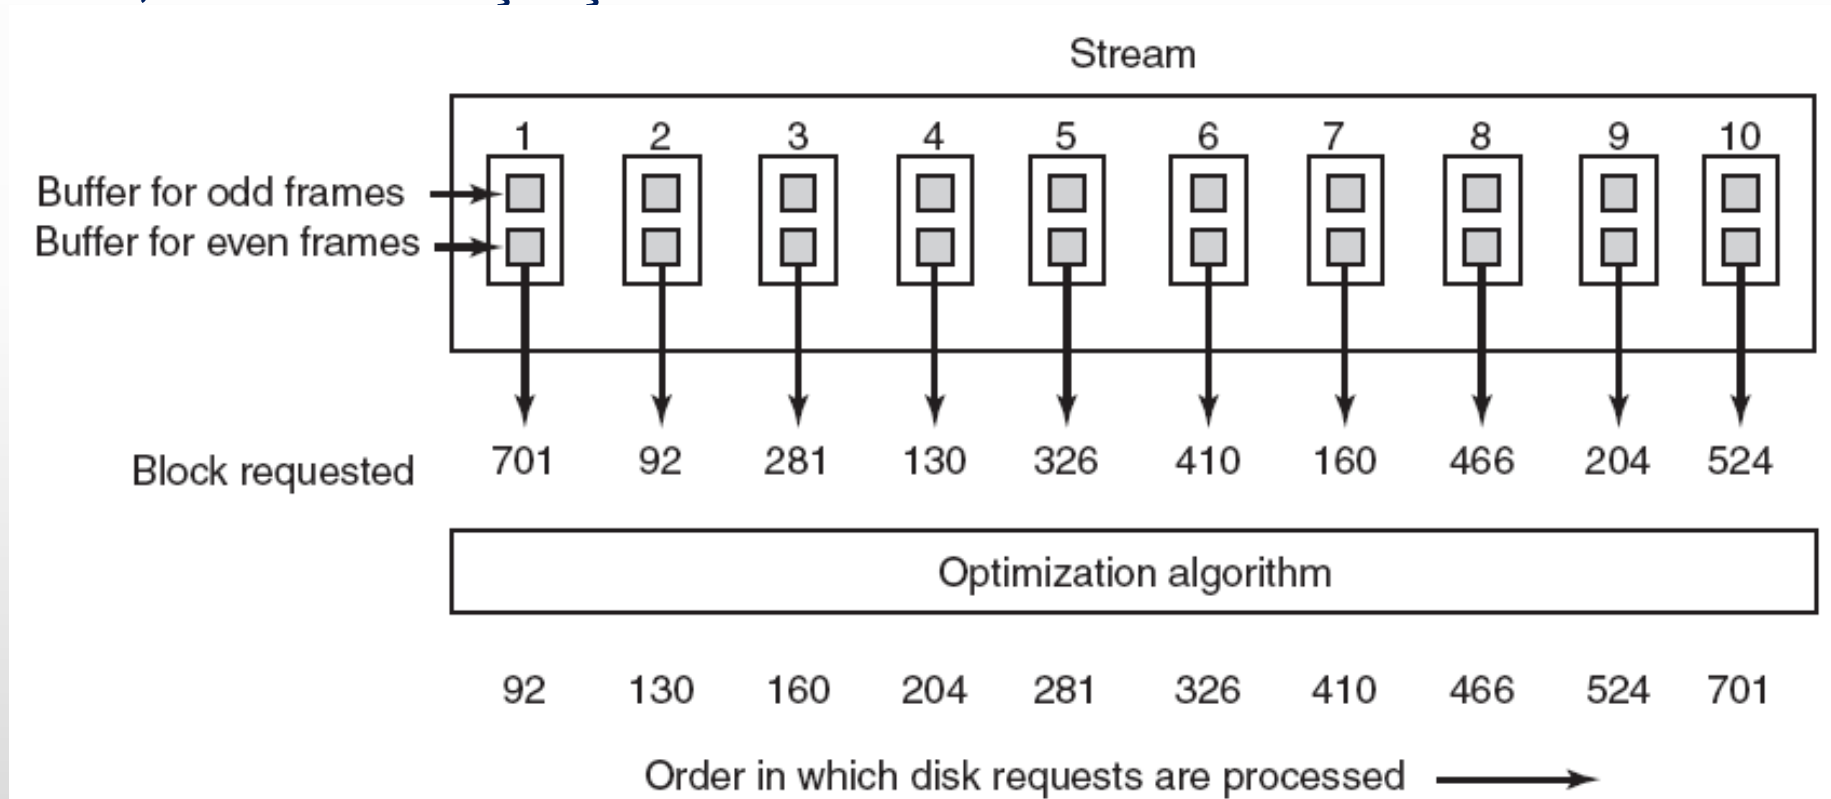 Stream
1 2 3 4 5 6 7 8 9 10
Buffer for odd frames
Buffer for even frames
Block requested 701 92 281 130 326 410 160 466 204 524
Optimization algorithm
92 130 160 204 281 326 410 466 524 701
Order in which disk requests are processed